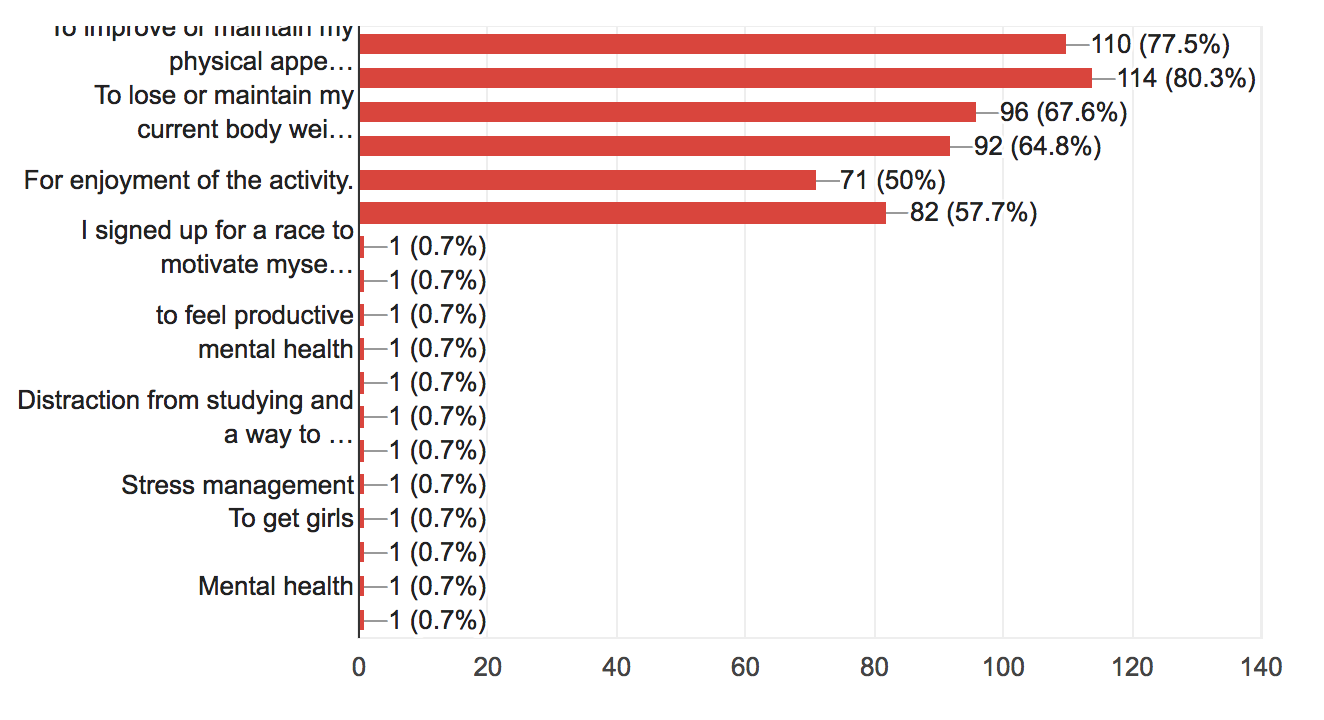 To improve or maintain my
physical appe…
110 (77.5%)
114 (80.3%)
To lose or maintain my
current body wei…
96 (67.6%)
92 (64.8%)
For enjoyment of the activity.
71 (50%)
82 (57.7%)
I signed up for a race to
motivate myse…
1 (0.7%)
1 (0.7%)
to feel productive
1 (0.7%)
mental health
1 (0.7%)
1 (0.7%)
Distraction from studying and
a way to …
1 (0.7%)
1 (0.7%)
Stress management
1 (0.7%)
To get girls
1 (0.7%)
1 (0.7%)
Mental health
1 (0.7%)
1 (0.7%)
0 20 40 60 80 100 120 140